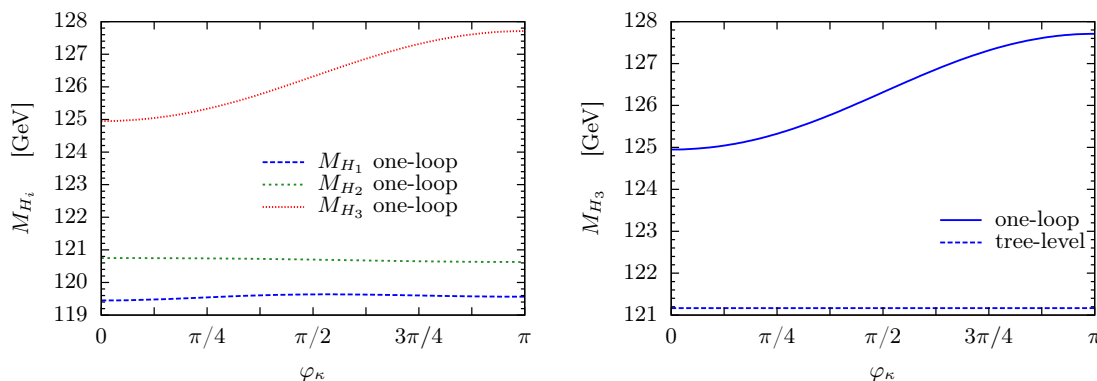 128
127
126
125
124
123
122
121
120
119
M_{H_i} [GeV]
M_{H_1} one-loop
M_{H_2} one-loop
M_{H_3} one-loop
0 π/4 π/2 3π/4 π
φ_κ
128
127
126
125
124
123
122
121
M_{H_3} [GeV]
one-loop
tree-level
0 π/4 π/2 3π/4 π
φ_κ